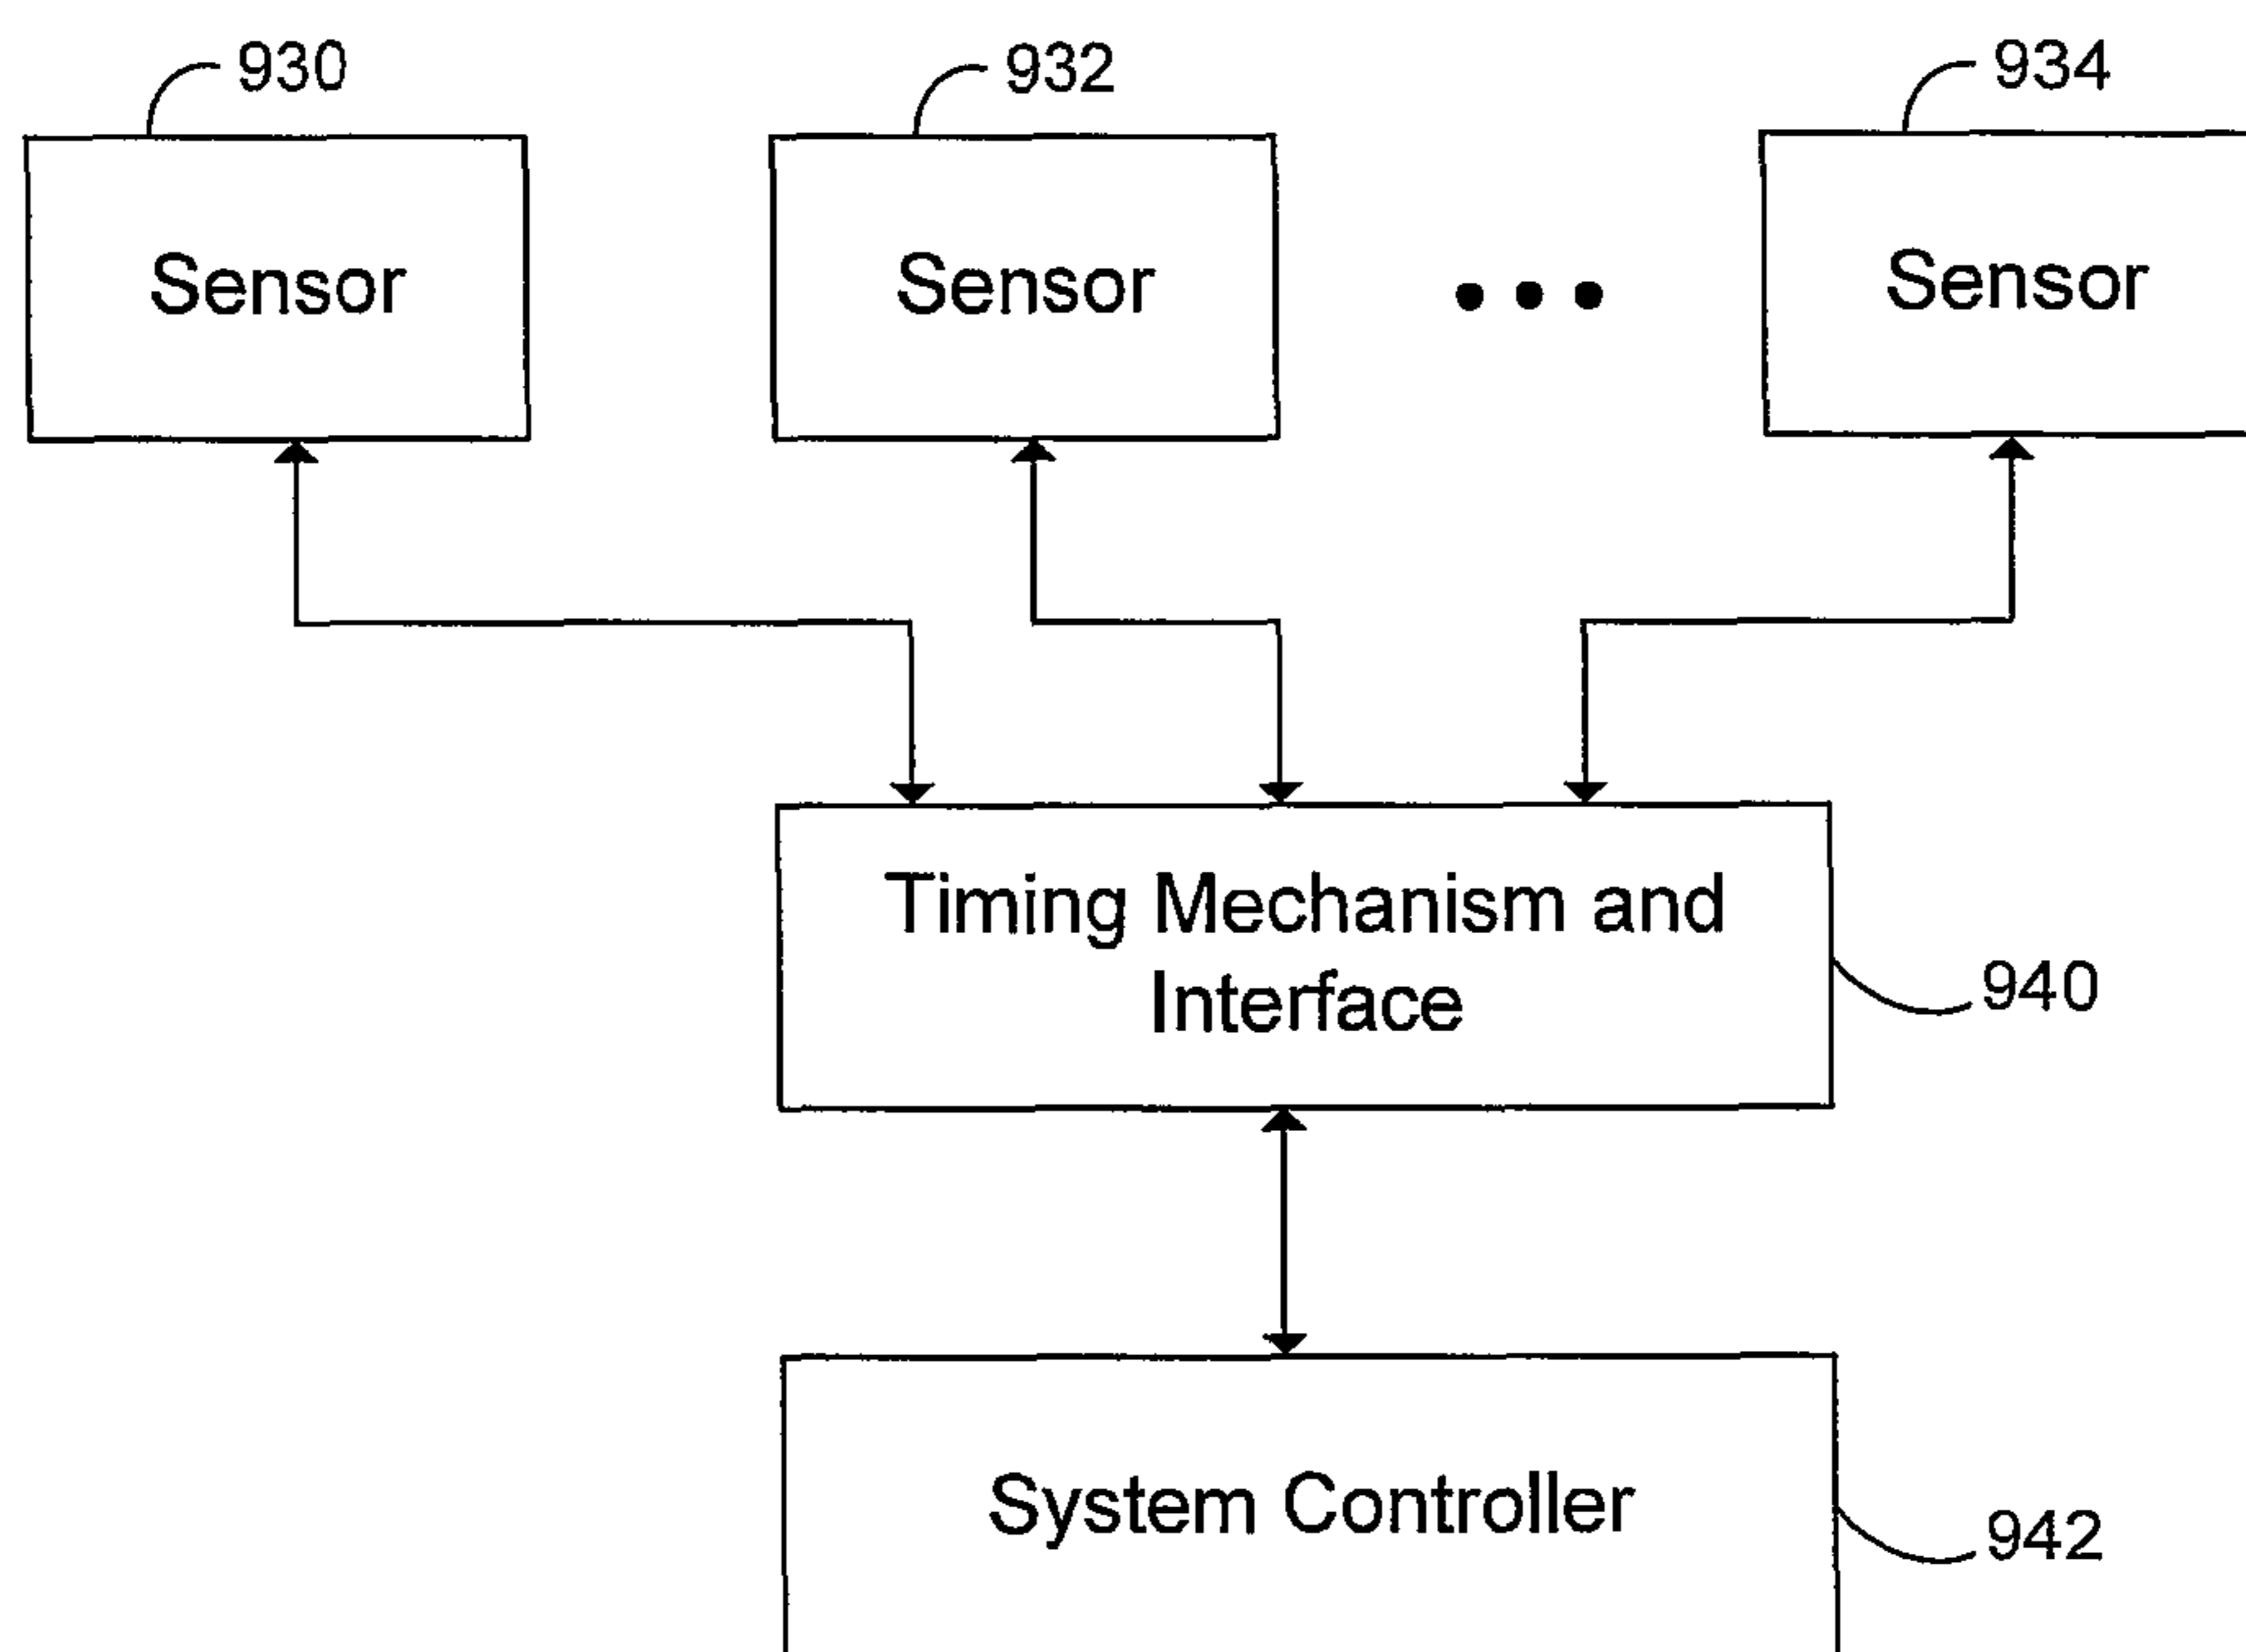 930
932
934
Sensor
Sensor
Sensor
Timing Mechanism and
Interface
940
System Controller
942